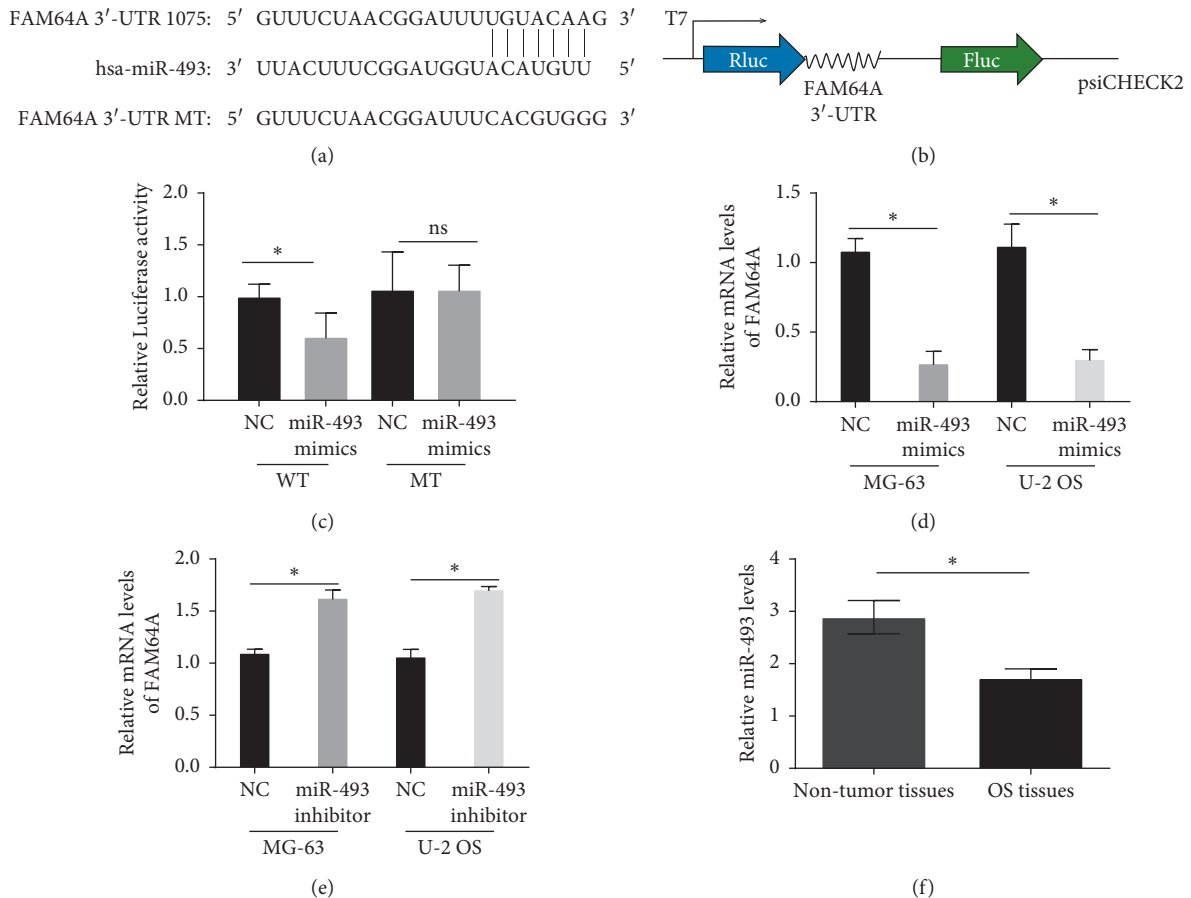 FAM64A 3′-UTR 1075: 5′ GUUUCUAACGGAUUUUGUACAAG 3′
hsa-miR-493: 3′ UUACUUUCGGAUGGUACAUGUU 5′
FAM64A 3′-UTR MT: 5′ GUUUCUAACGGAUUUCACGUGGG 3′
(a)
T7
Rluc
Fluc
FAM64A
3′-UTR
psiCHECK2
(b)
Relative Luciferase activity
2.0
1.5
1.0
0.5
0.0
*
ns
NC miR-493 NC miR-493
mimics mimics
WT MT
(c)
Relative mRNA levels
of FAM64A
1.5
1.0
0.5
0.0
*
*
NC miR-493 NC miR-493
mimics mimics
MG-63 U-2 OS
(d)
Relative mRNA levels
of FAM64A
2.0
1.5
1.0
0.5
0.0
*
*
NC miR-493 NC miR-493
inhibitor inhibitor
MG-63 U-2 OS
(e)
Relative miR-493 levels
4
3
2
1
0
*
Non-tumor tissues OS tissues
(f)